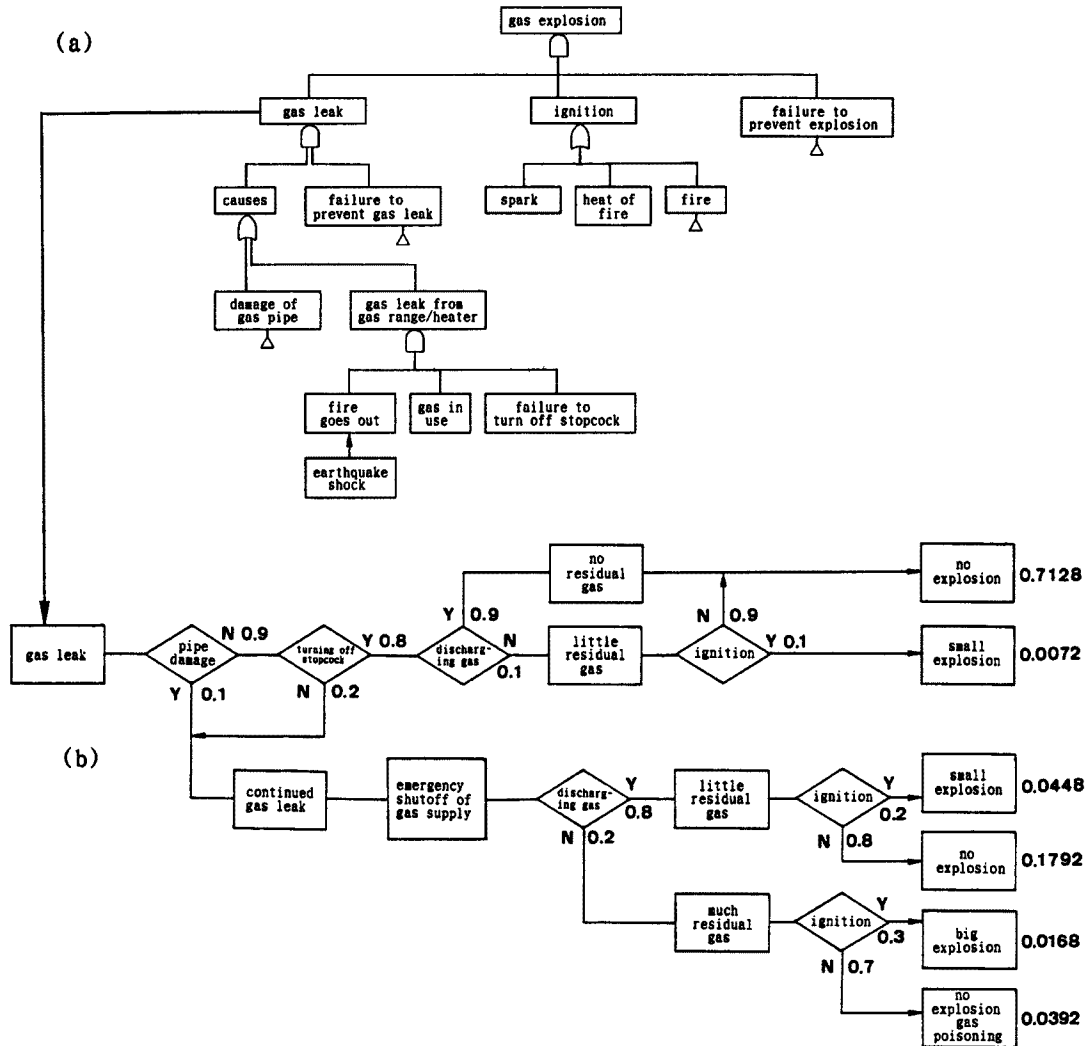 (a)
gas explosion
gas leak
ignition
failure to
prevent explosion
causes
failure to
prevent gas leak
spark
heat of
fire
fire
damage of
gas pipe
gas leak from
gas range/heater
fire
goes out
gas in
use
failure to
turn off stopcock
earthquake
shock
gas leak
pipe
damage
N 0.9
Y 0.1
turning off
stopcock
Y 0.8
N 0.2
discharg-
ing gas
Y 0.9
N
0.1
no
residual
gas
little
residual
gas
ignition
N 0.9
Y 0.1
no
explosion
0.7128
small
explosion
0.0072
(b)
continued
gas leak
emergency
shutoff of
gas supply
discharg-
ing gas
Y
0.8
N 0.2
little
residual
gas
ignition
Y
0.2
N 0.8
small
explosion
0.0448
no
explosion
0.1792
much
residual
gas
ignition
Y
0.3
N 0.7
big
explosion
0.0168
no
explosion
gas
poisoning
0.0392